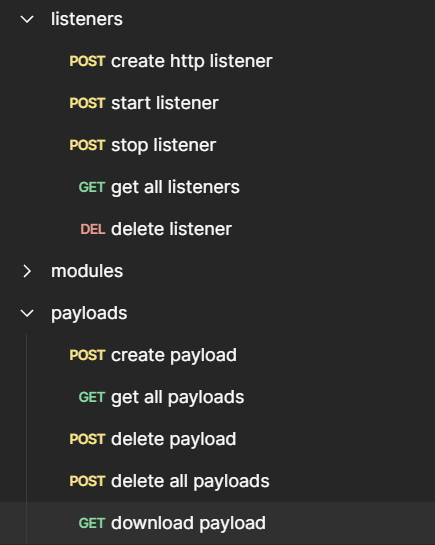 listeners
POST create http listener
POST start listener
POST stop listener
GET get all listeners
DEL delete listener
modules
payloads
POST create payload
GET get all payloads
POST delete payload
POST delete all payloads
GET download payload